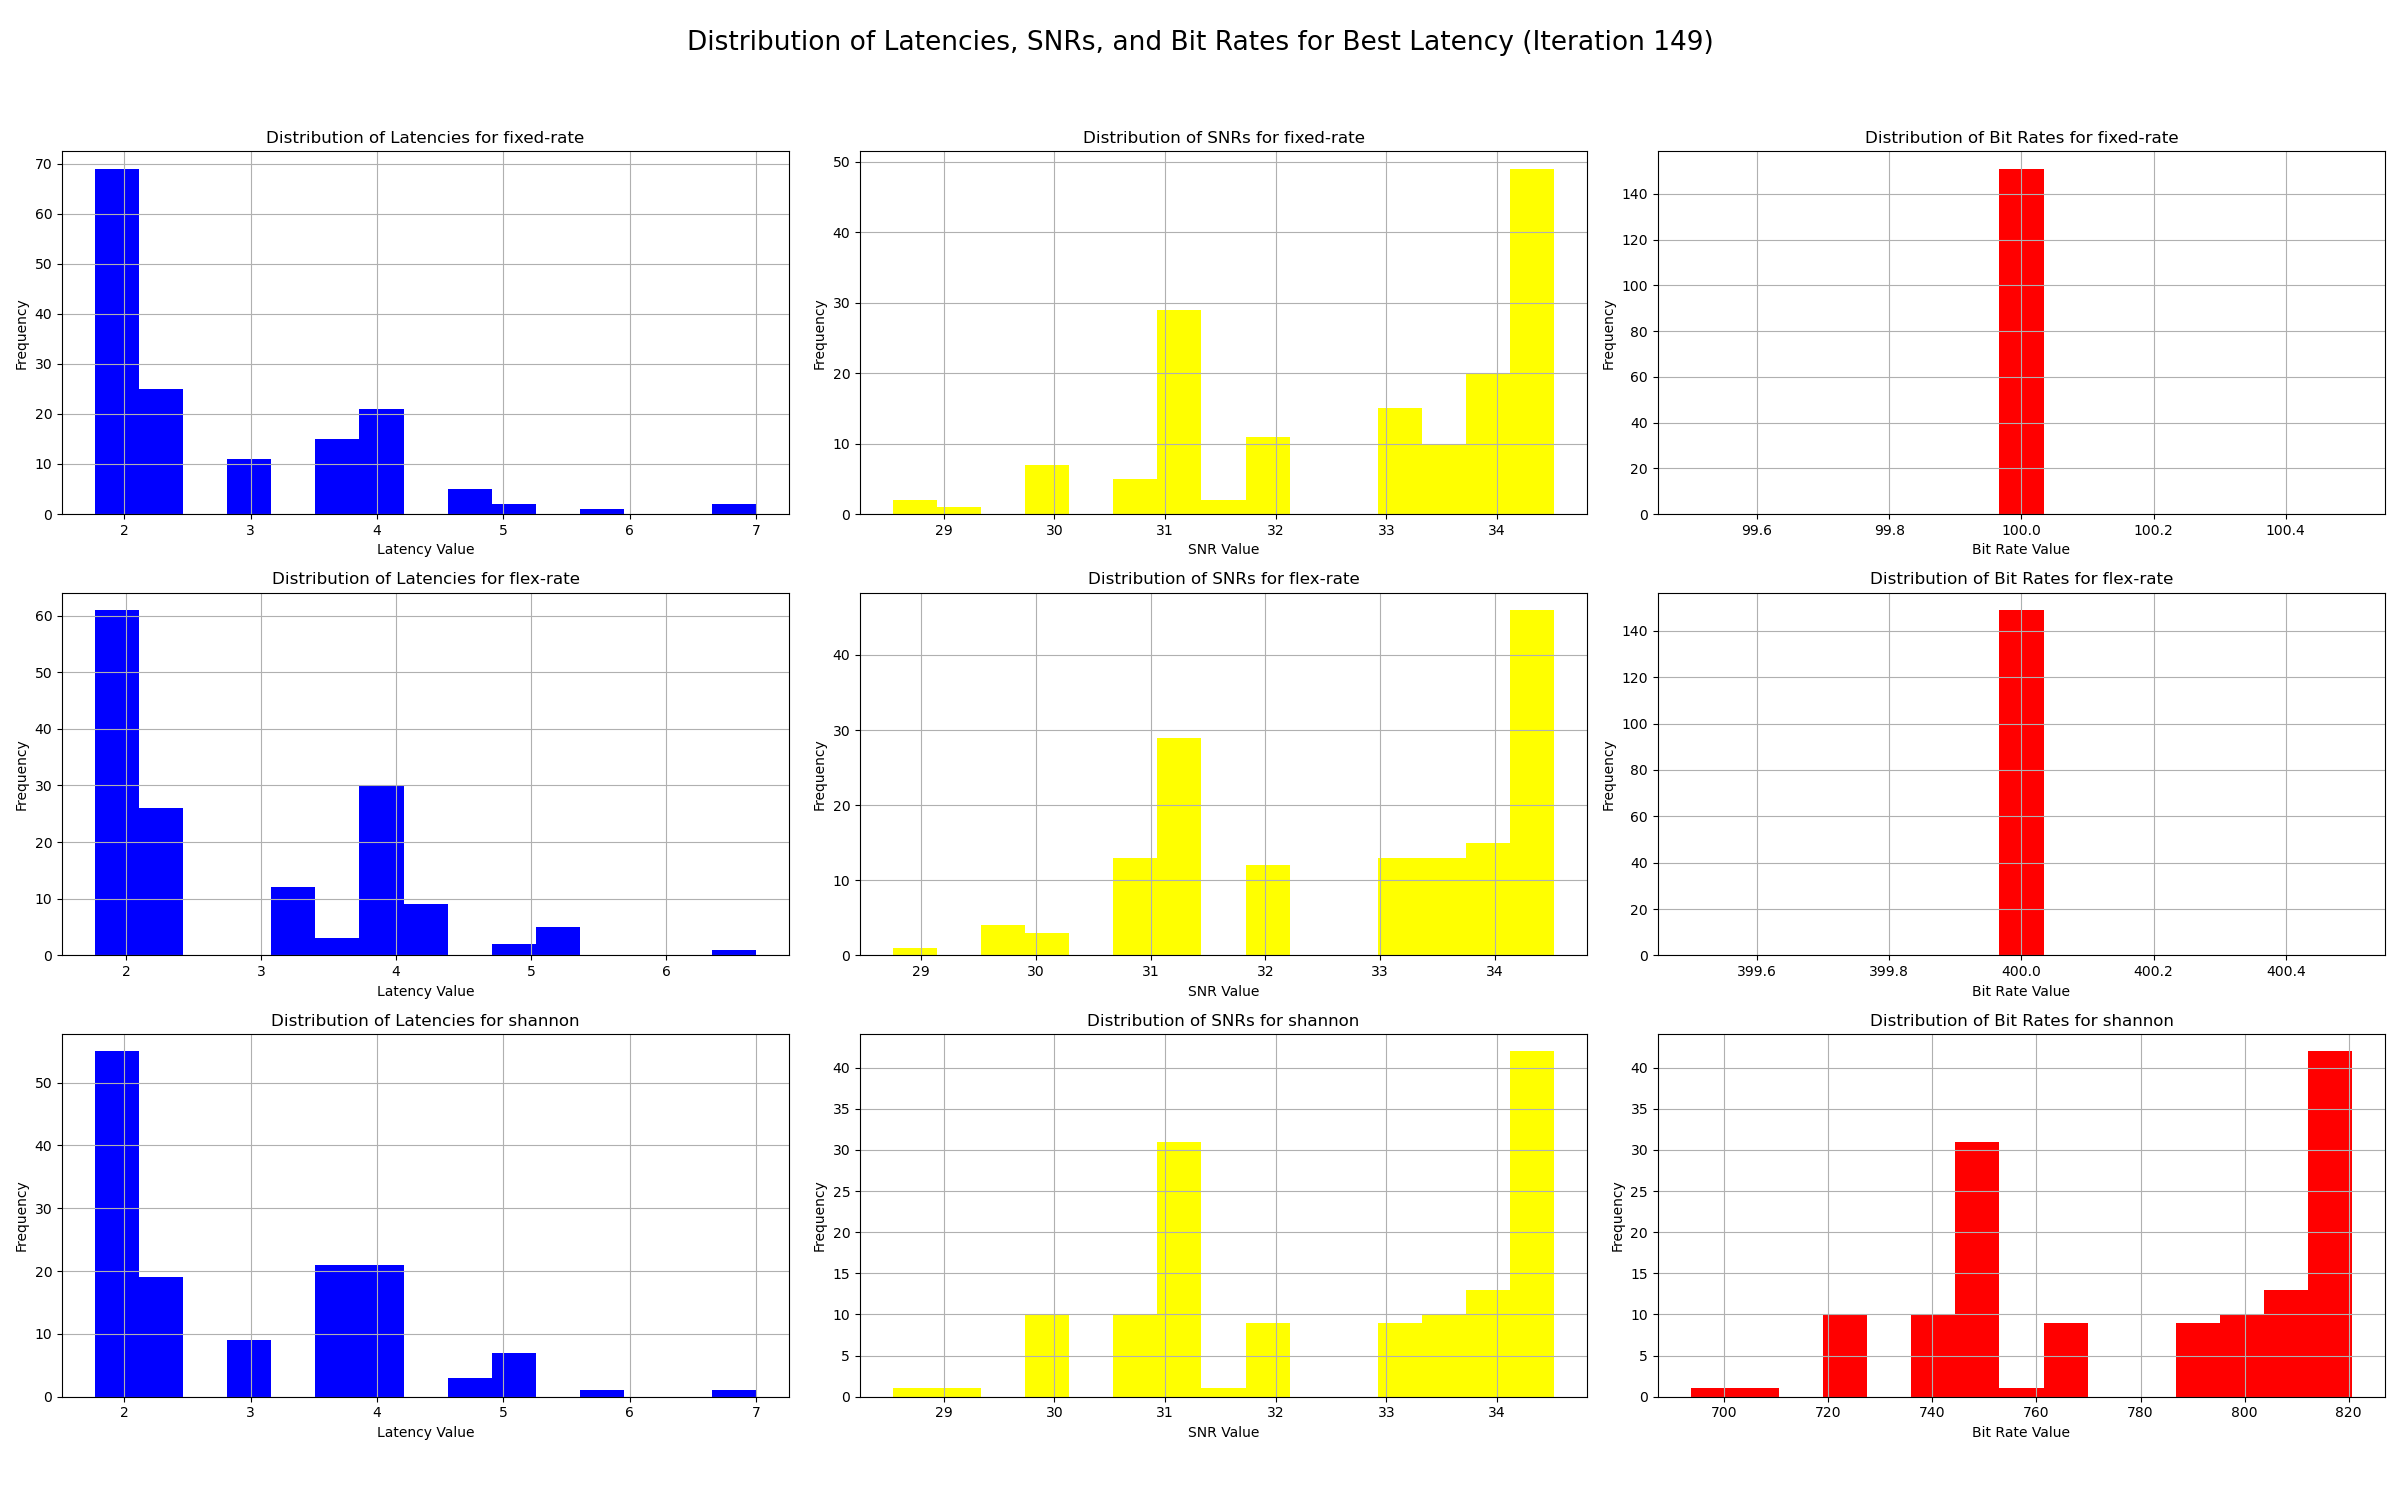 Distribution of Latencies, SNRs, and Bit Rates for Best Latency (Iteration 149)
Distribution of Latencies for fixed-rate
Frequency
70
60
50
40
30
20
10
0
2 3 4 5 6 7
Latency Value
Distribution of SNRs for fixed-rate
Frequency
50
40
30
20
10
0
29 30 31 32 33 34
SNR Value
Distribution of Bit Rates for fixed-rate
Frequency
140
120
100
80
60
40
20
0
99.6 99.8 100.0 100.2 100.4
Bit Rate Value
Distribution of Latencies for flex-rate
Frequency
60
50
40
30
20
10
0
2 3 4 5 6
Latency Value
Distribution of SNRs for flex-rate
Frequency
40
30
20
10
0
29 30 31 32 33 34
SNR Value
Distribution of Bit Rates for flex-rate
Frequency
140
120
100
80
60
40
20
0
399.6 399.8 400.0 400.2 400.4
Bit Rate Value
Distribution of Latencies for shannon
Frequency
50
40
30
20
10
0
2 3 4 5 6 7
Latency Value
Distribution of SNRs for shannon
Frequency
40
35
30
25
20
15
10
5
0
29 30 31 32 33 34
SNR Value
Distribution of Bit Rates for shannon
Frequency
40
35
30
25
20
15
10
5
0
700 720 740 760 780 800 820
Bit Rate Value